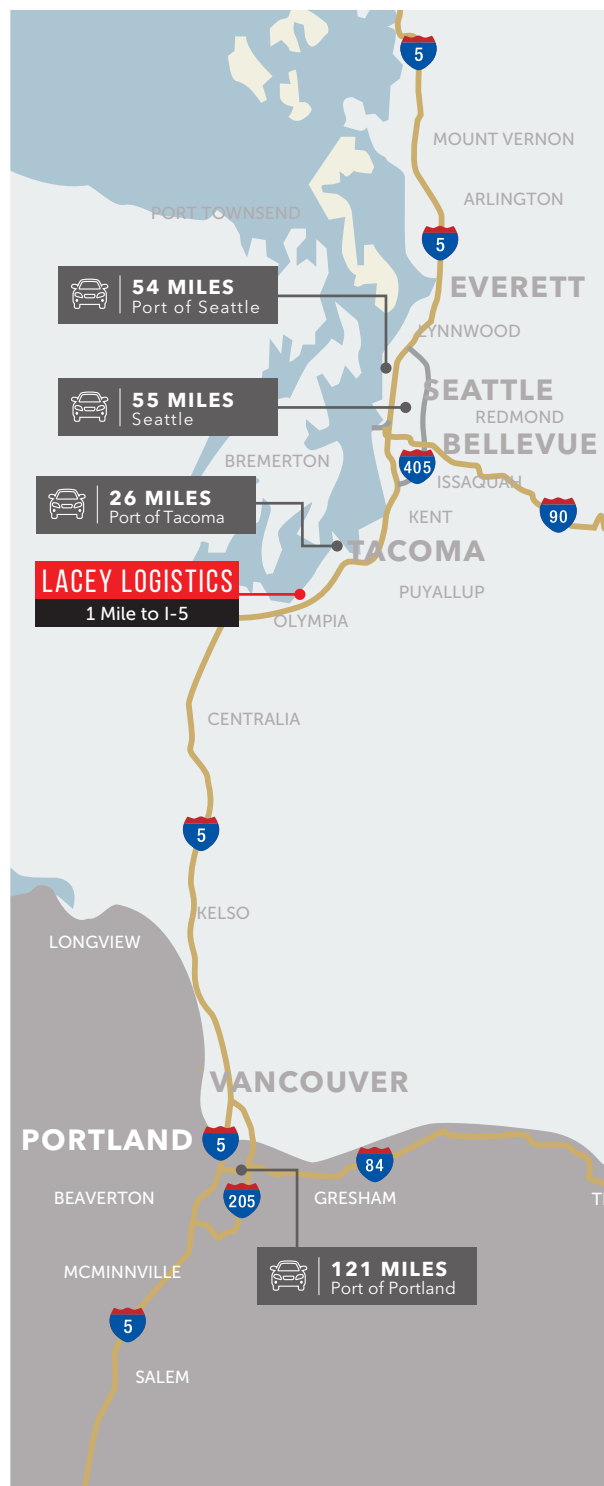 5
MOUNT VERNON
ARLINGTON
PORT TOWNSEND
5
54 MILES
Port of Seattle
EVERETT
LYNNWOOD
55 MILES
Seattle
SEATTLE
REDMOND
BELLEVUE
BREMERTON
405
ISSAQUAH
26 MILES
Port of Tacoma
KENT
90
TACOMA
LACEY LOGISTICS
1 Mile to I-5
PUYALLUP
OLYMPIA
CENTRALIA
5
KELSO
LONGVIEW
VANCOUVER
PORTLAND
5
84
BEAVERTON
205
GRESHAM
MCMINNVILLE
121 MILES
Port of Portland
5
SALEM